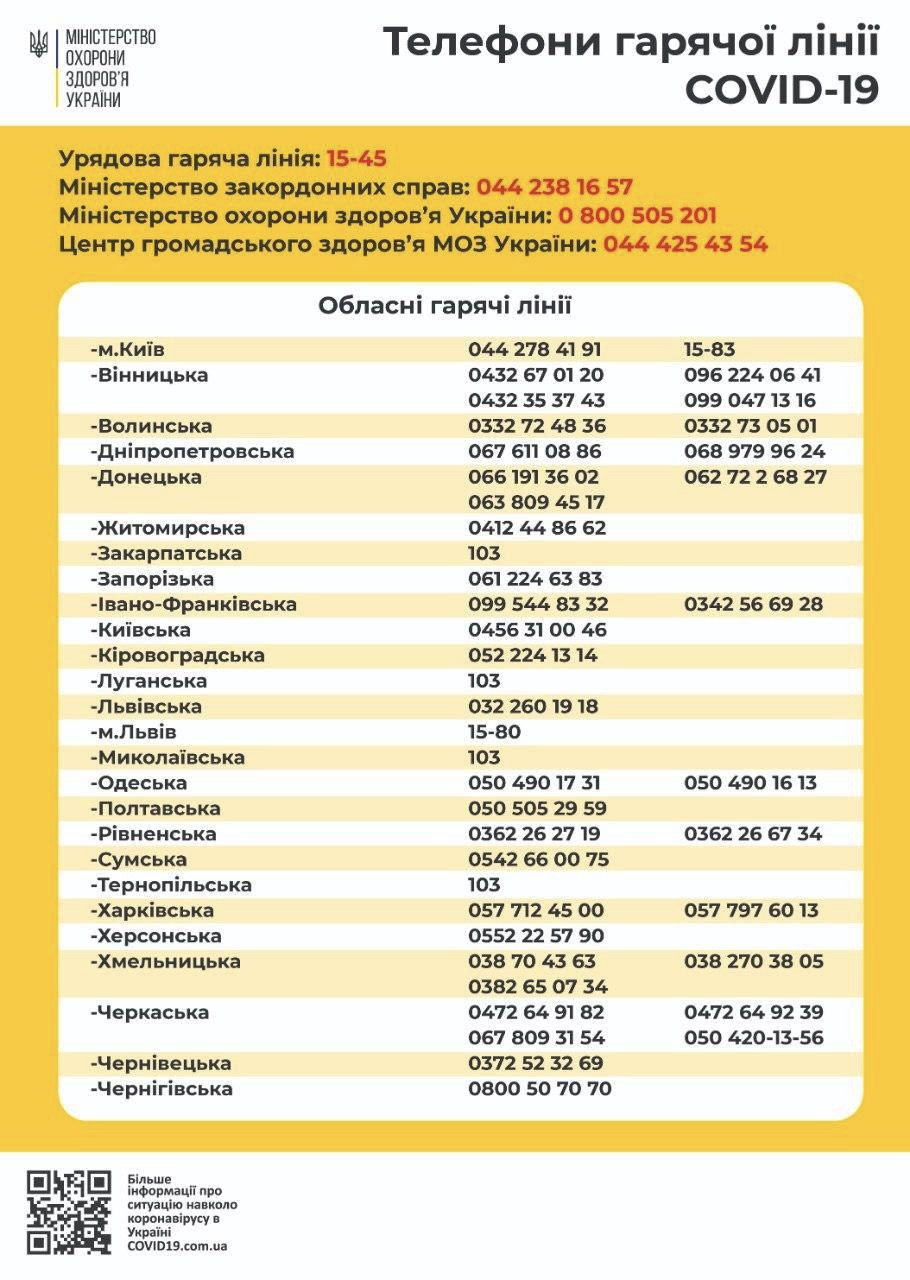 МІНІСТЕРСТВО
ОХОРОНИ
ЗДОРОВ'Я
УКРАЇНИ
Телефони гарячої лінії
COVID-19
Урядова гаряча лінія: 15-45
Міністерство закордонних справ: 044 238 16 57
Міністерство охорони здоров’я України: 0 800 505 201
Центр громадського здоров’я МОЗ України: 044 425 43 54
Обласні гарячі лінії
-м.Київ 044 278 41 91 15-83
-Вінницька 0432 67 01 20 096 224 06 41
0432 35 37 43 099 047 13 16
-Волинська 0332 72 48 36 0332 73 05 01
-Дніпропетровська 067 611 08 86 068 979 96 24
-Донецька 066 191 36 02 062 72 2 68 27
063 809 45 17
-Житомирська 0412 44 86 62
-Закарпатська 103
-Запорізька 061 224 63 83
-Івано-Франківська 099 544 83 32 0342 56 69 28
-Київська 0456 31 00 46
-Кіровоградська 052 224 13 14
-Луганська 103
-Львівська 032 260 19 18
-м.Львів 15-80
-Миколаївська 103
-Одеська 050 490 17 31 050 490 16 13
-Полтавська 050 505 29 59
-Рівненська 0362 26 27 19 0362 26 67 34
-Сумська 0542 66 00 75
-Тернопільська 103
-Харківська 057 712 45 00 057 797 60 13
-Херсонська 0552 22 57 90
-Хмельницька 038 70 43 63 038 270 38 05
0382 65 07 34
-Черкаська 0472 64 91 82 0472 64 92 39
067 809 31 54 050 420-13-56
-Чернівецька 0372 52 32 69
-Чернігівська 0800 50 70 70
Більше
інформації про
ситуацію навколо
коронавірусу в
Україні
COVID19.com.ua